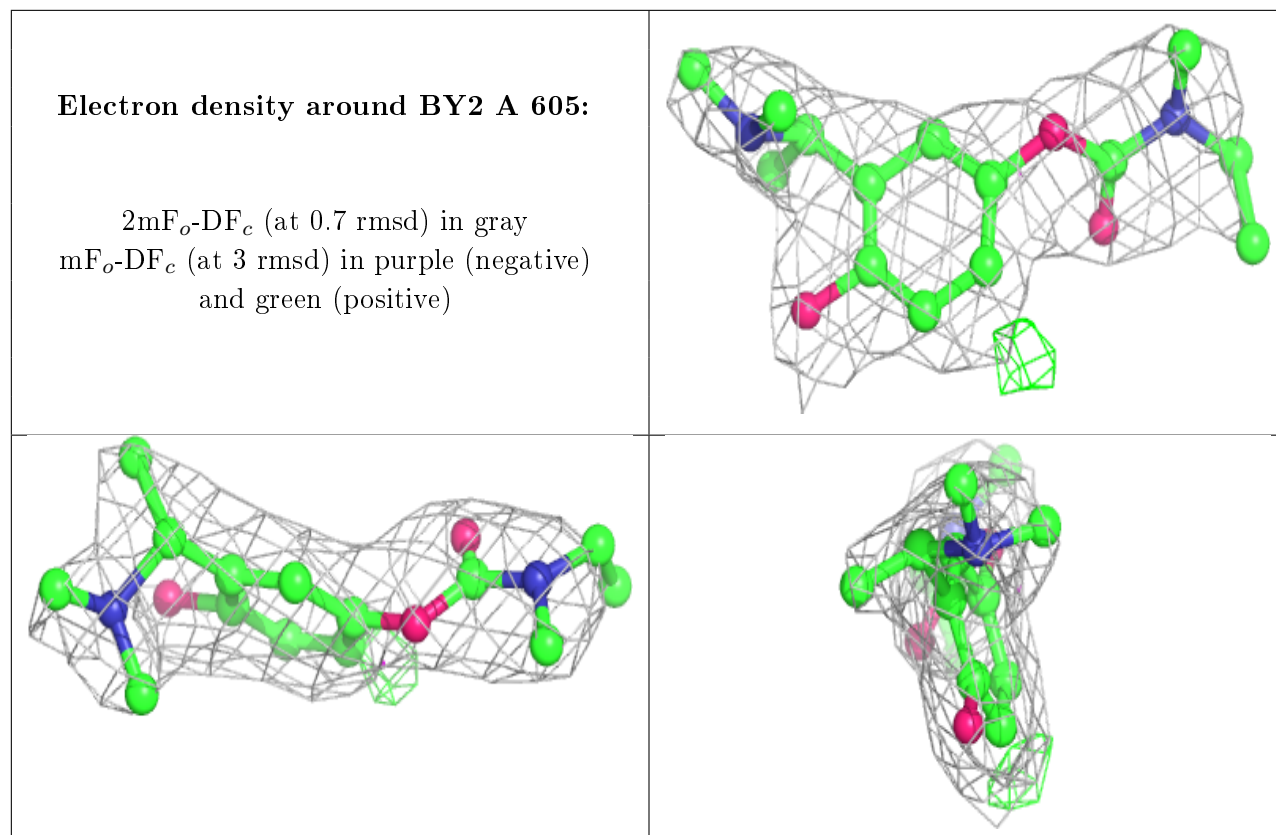 Electron density around BY2 A 605:
2mFo-DFc (at 0.7 rmsd) in gray
mFo-DFc (at 3 rmsd) in purple (negative)
and green (positive)